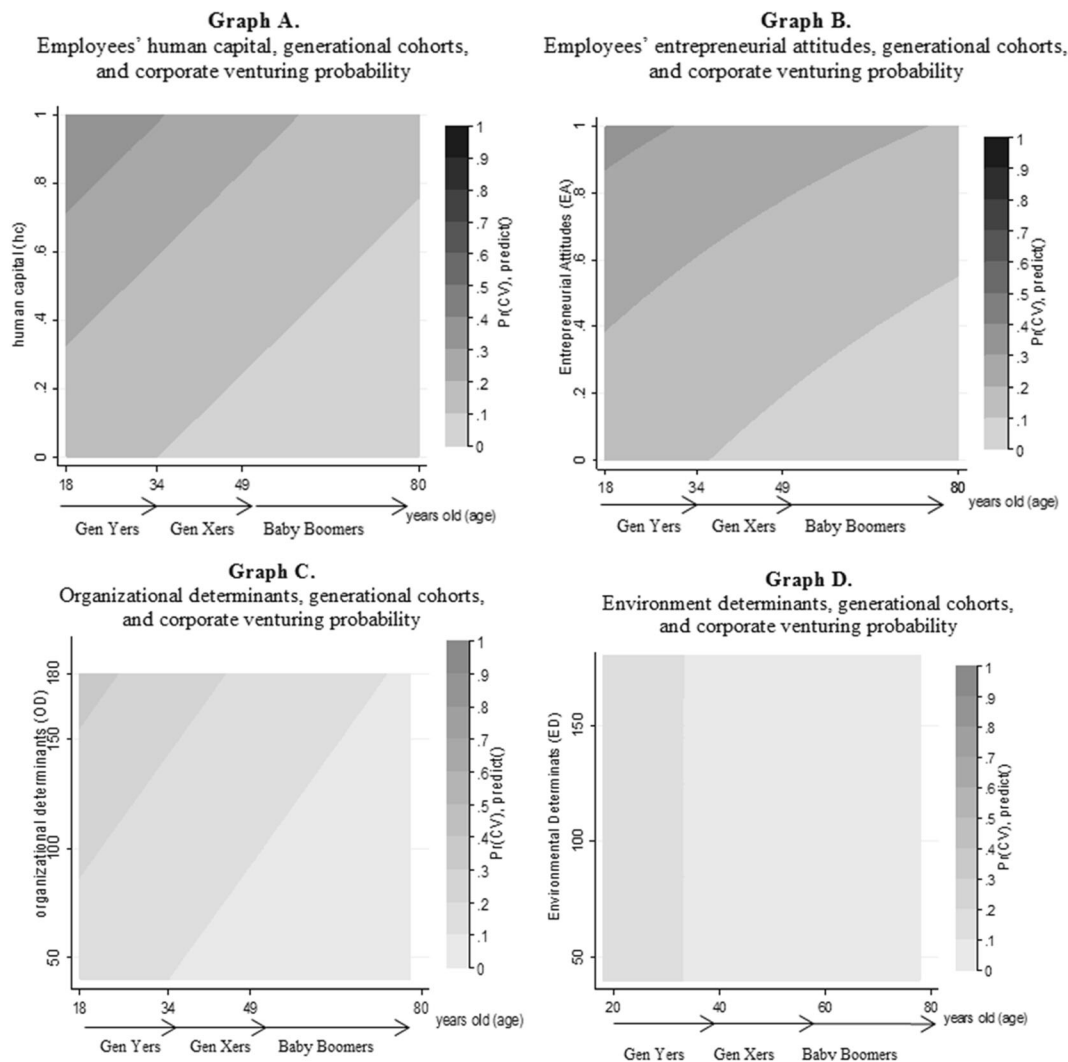 Graph A.
Employees’ human capital, generational cohorts,
and corporate venturing probability
human capital (hc)
1
.8
.6
.4
.2
0
18
34
49
80
years old (age)
Gen Yers
Gen Xers
Baby Boomers
1
.9
.8
.7
.6
.5
.4
.3
.2
.1
0
Pr(CV), predict()
Graph B.
Employees’ entrepreneurial attitudes, generational cohorts,
and corporate venturing probability
Entrepreneurial Attitudes (EA)
1
.8
.6
.4
.2
0
18
34
49
80
years old (age)
Gen Yers
Gen Xers
Baby Boomers
1
.9
.8
.7
.6
.5
.4
.3
.2
.1
0
Pr(CV), predict()
Graph C.
Organizational determinants, generational cohorts,
and corporate venturing probability
organizational determinants (OD)
180
150
100
50
18
34
49
80
years old (age)
Gen Yers
Gen Xers
Baby Boomers
1
.9
.8
.7
.6
.5
.4
.3
.2
.1
0
Pr(CV), predict()
Graph D.
Environment determinants, generational cohorts,
and corporate venturing probability
Environmental Determinats (ED)
150
100
50
20
40
60
80
years old (age)
Gen Yers
Gen Xers
Baby Boomers
1
.9
.8
.7
.6
.5
.4
.3
.2
.1
0
Pr(CV), predict()